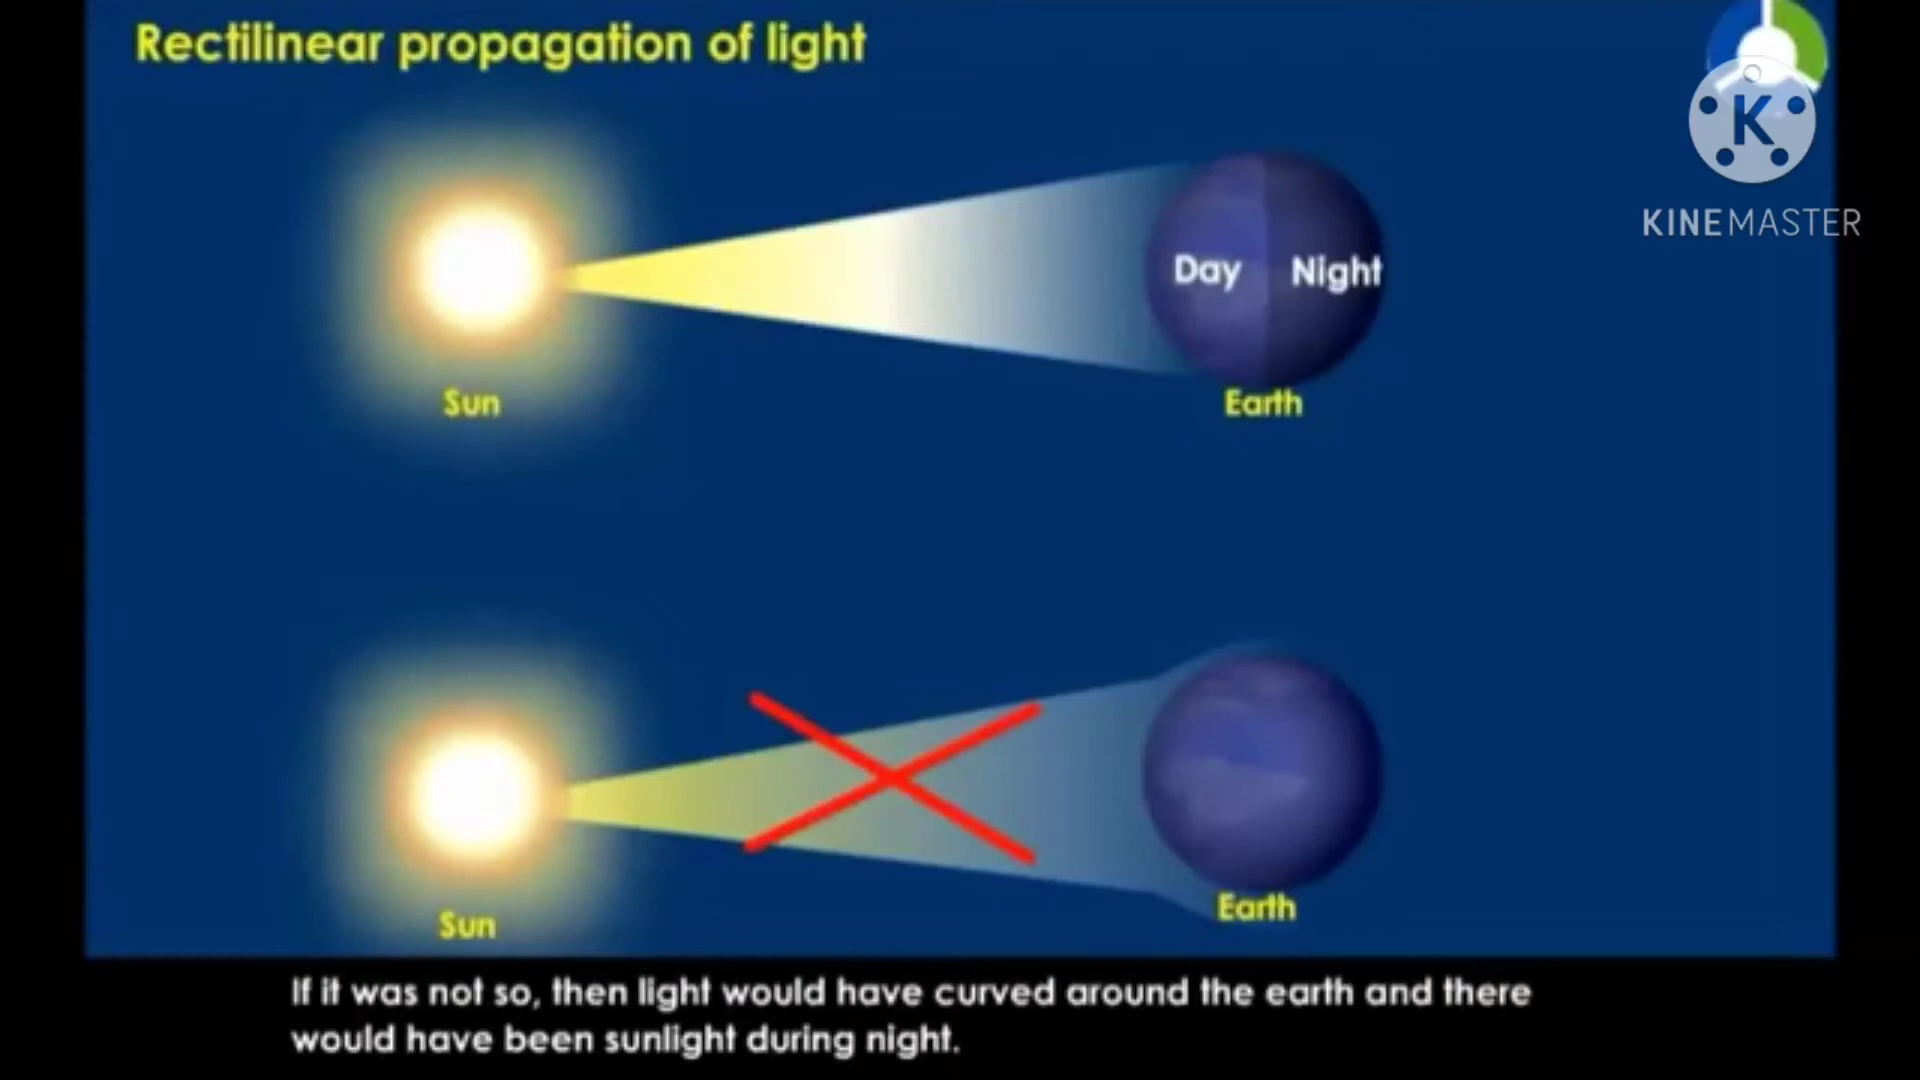 Rectilinear propagation of light
K
KINEMASTER
Day Night
Sun
Earth
Sun
Earth
If it was not so, then light would have curved around the earth and there
would have been sunlight during night.